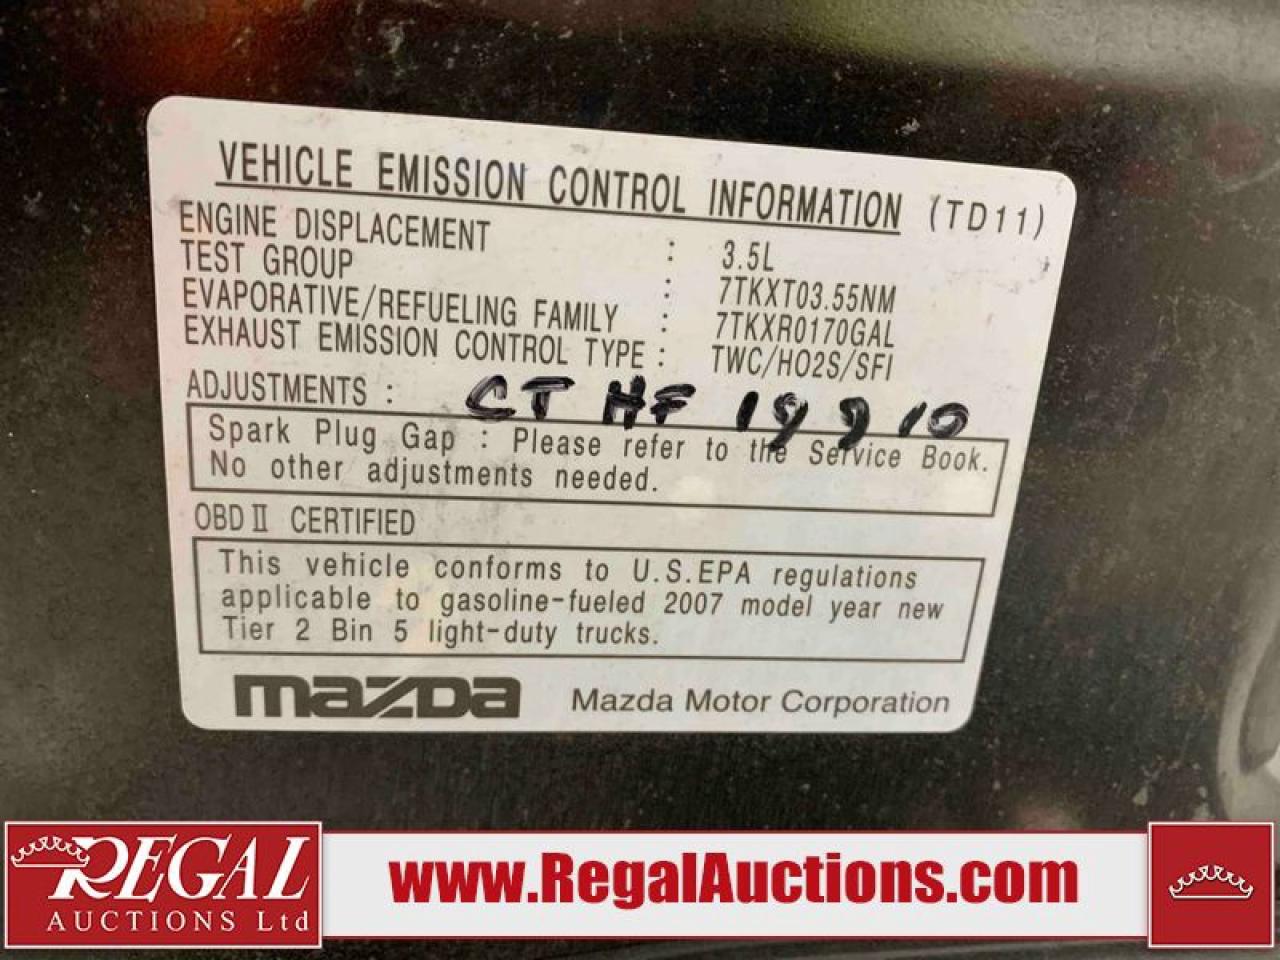 VEHICLE EMISSION CONTROL INFORMATION (TD11)
ENGINE DISPLACEMENT : 3.5L
TEST GROUP : 7TKXT03.55NM
EVAPORATIVE/REFUELING FAMILY : 7TKXR0170GAL
EXHAUST EMISSION CONTROL TYPE : TWC/HO2S/SFI
ADJUSTMENTS : CT HF 19 9 10
Spark Plug Gap : Please refer to the Service Book.
No other adjustments needed.
OBD II CERTIFIED
This vehicle conforms to U.S.EPA regulations
applicable to gasoline-fueled 2007 model year new
Tier 2 Bin 5 light-duty trucks.
mazda Mazda Motor Corporation
REGAL
AUCTIONS Ltd
www.RegalAuctions.com